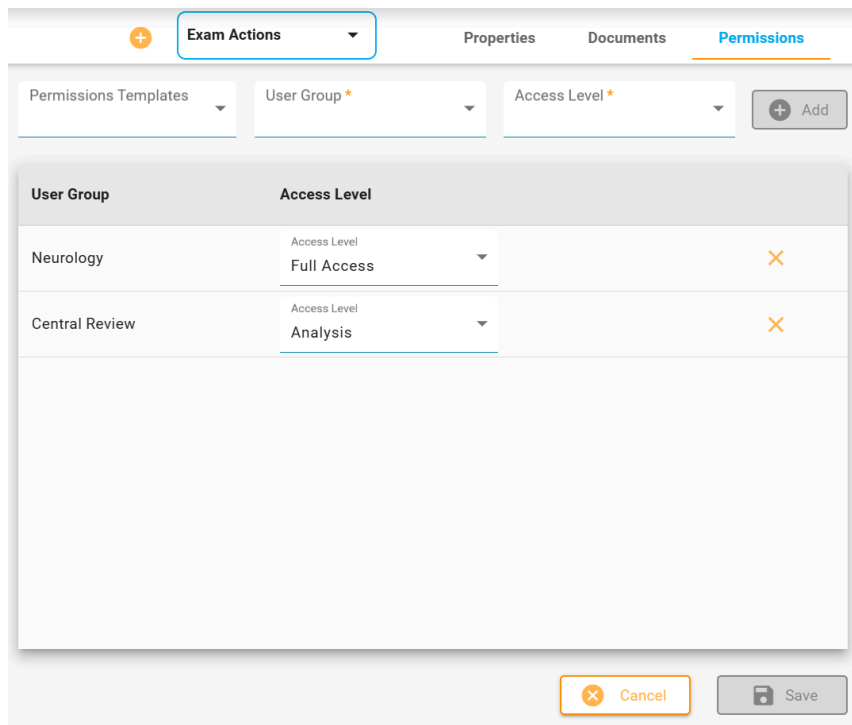 Exam Actions Properties Documents Permissions
Permissions Templates User Group * Access Level *
Add
User Group Access Level
Access Level
Neurology Full Access
Access Level
Central Review Analysis
Cancel Save